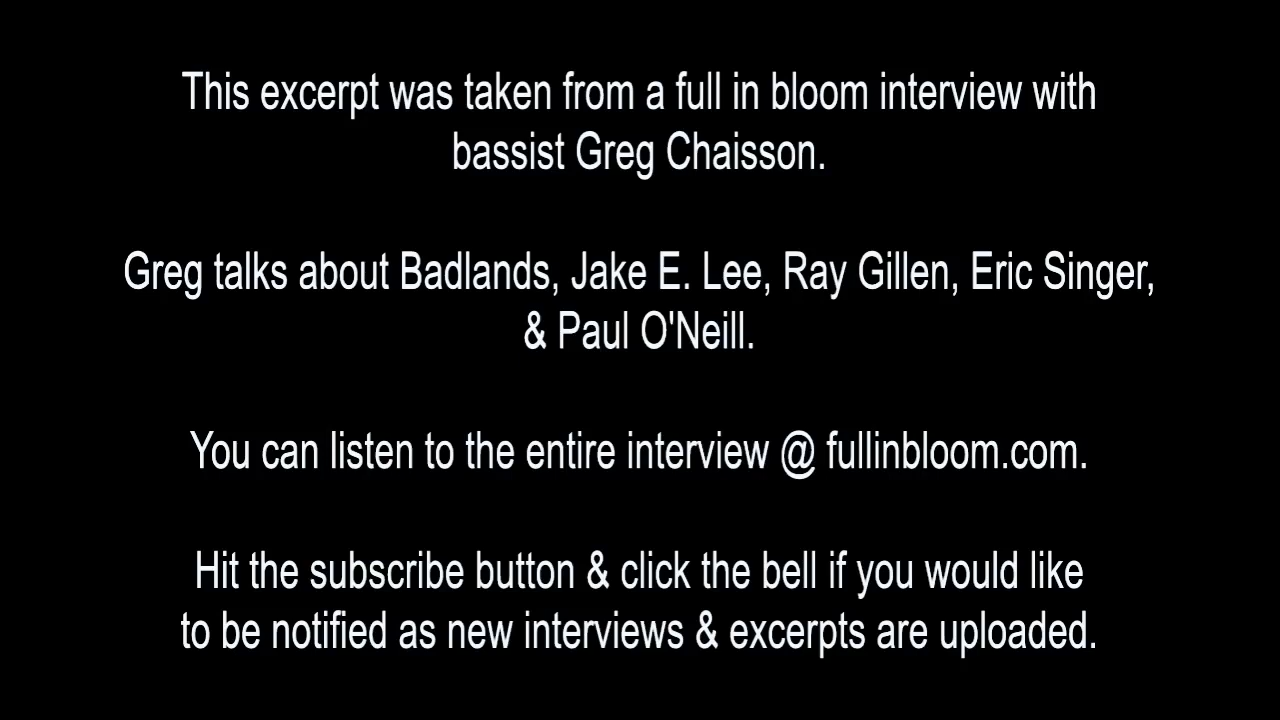 This excerpt was taken from a full in bloom interview with
bassist Greg Chaisson.
Greg talks about Badlands, Jake E. Lee, Ray Gillen, Eric Singer,
& Paul O'Neill.
You can listen to the entire interview @ fullinbloom.com.
Hit the subscribe button & click the bell if you would like
to be notified as new interviews & excerpts are uploaded.